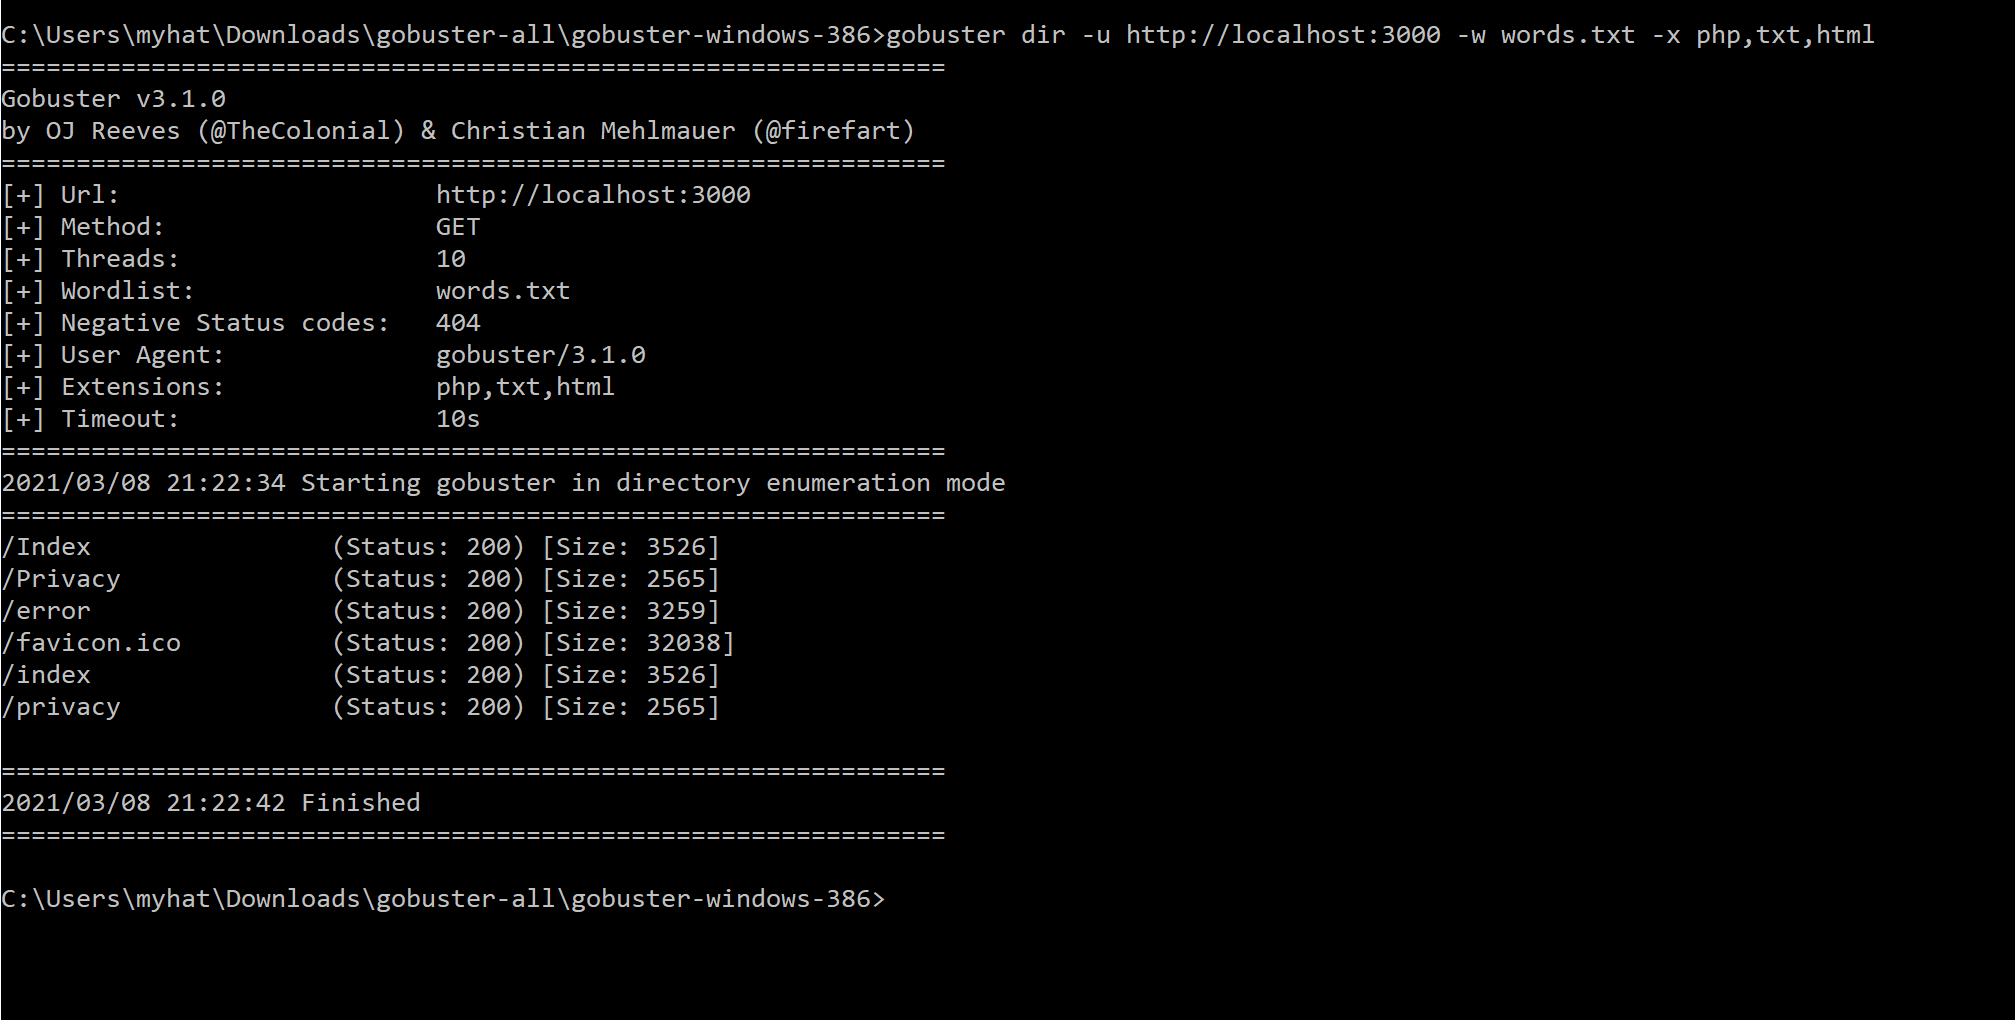 C:\Users\myhat\Downloads\gobuster-all\gobuster-windows-386>gobuster dir -u http://localhost:3000 -w words.txt -x php,txt,html
===============================================================
Gobuster v3.1.0
by OJ Reeves (@TheColonial) & Christian Mehlmauer (@firefart)
===============================================================
[+] Url:                     http://localhost:3000
[+] Method:                  GET
[+] Threads:                 10
[+] Wordlist:                words.txt
[+] Negative Status codes:   404
[+] User Agent:              gobuster/3.1.0
[+] Extensions:              php,txt,html
[+] Timeout:                 10s
===============================================================
2021/03/08 21:22:34 Starting gobuster in directory enumeration mode
===============================================================
/Index                (Status: 200) [Size: 3526]
/Privacy              (Status: 200) [Size: 2565]
/error                (Status: 200) [Size: 3259]
/favicon.ico          (Status: 200) [Size: 32038]
/index                (Status: 200) [Size: 3526]
/privacy              (Status: 200) [Size: 2565]
===============================================================
2021/03/08 21:22:42 Finished
===============================================================
C:\Users\myhat\Downloads\gobuster-all\gobuster-windows-386>